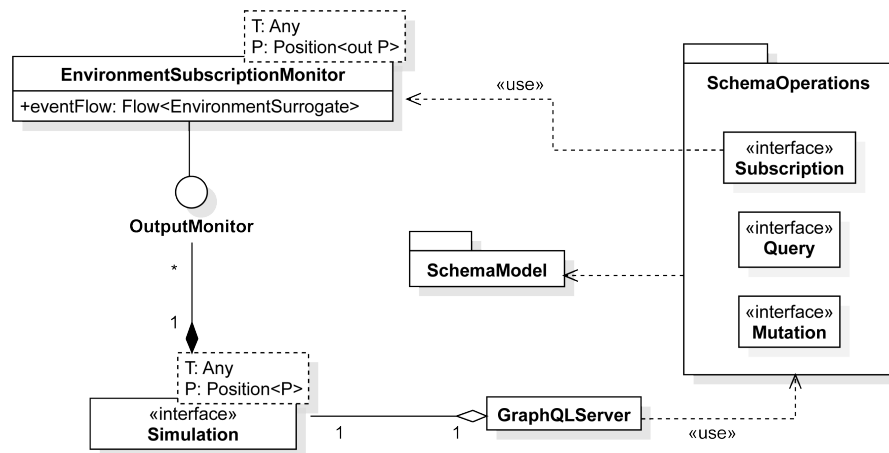 T: Any
P: Position<out P>
EnvironmentSubscriptionMonitor
+eventFlow: Flow<EnvironmentSurrogate>
«use»
SchemaOperations
«interface»
Subscription
OutputMonitor
«interface»
Query
SchemaModel
*
«interface»
Mutation
1
T: Any
P: Position<P>
«interface»
Simulation
1
1
GraphQLServer
«use»